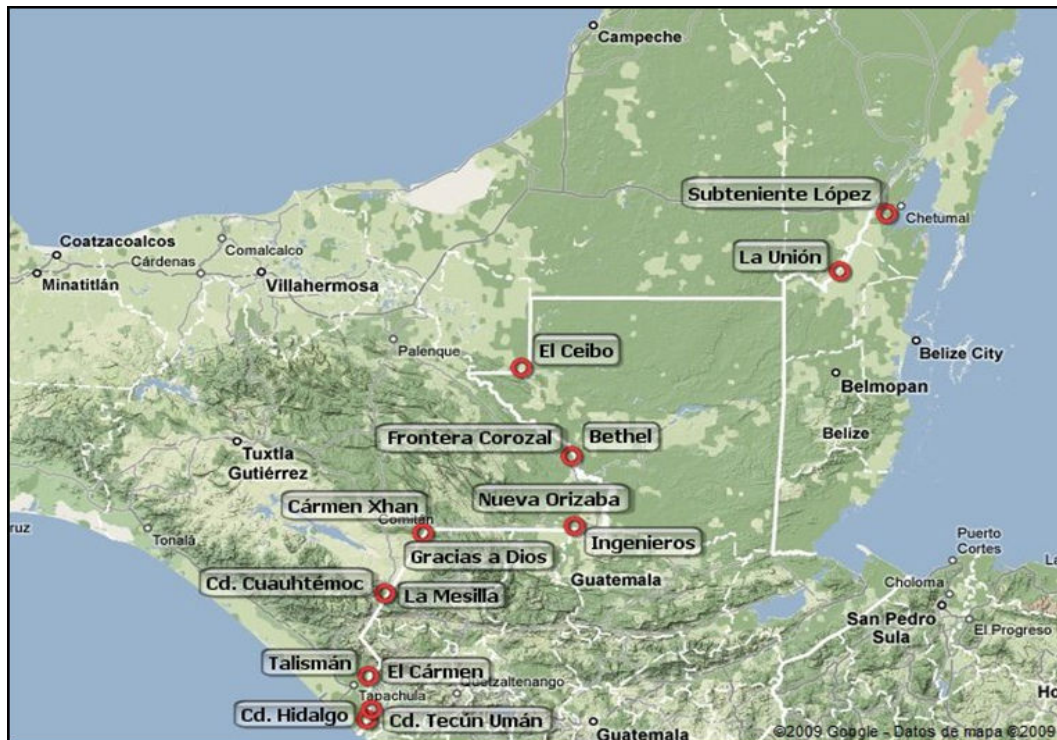 Campeche
Subteniente López
Chetumal
Coatzacoalcos
Comalcalco
La Unión
Cárdenas
Minatitlán
Villahermosa
El Ceibo
Palenque
Belize City
Belmopan
Frontera Corozal
Bethel
Belize
Tuxtla
Gutiérrez
Nueva Orizaba
Cármen Xhan
Comitán
ruz
Tonalá
Ingenieros
Puerto
Cortes
Gracias a Dios
La
Cd. Cuauhtémoc
La Mesilla
Guatemala
Choloma
San Pedro
Sula
El Progreso
Talismán
El Cármen
Quetzaltenango
Tapachula
Ho
Cd. Hidalgo
Cd. Tecún Umán
Guatemala
©2009 Google - Datos de mapa ©2009